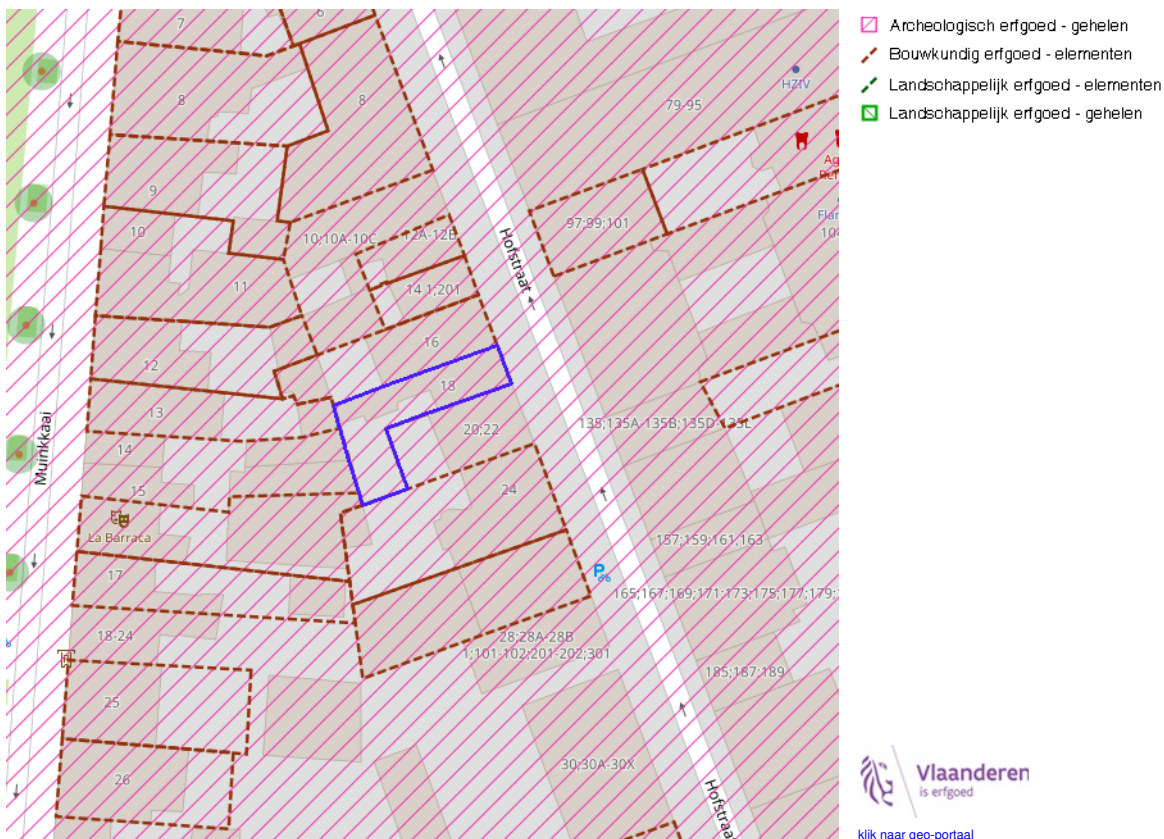 7
6
8
8
79-95
HZIV
9
97;99;101
10
10;10A-10C
12A-12B
Hofstraat
11
14 1;201
16
12
18
13
20;22
135;135A-135B;135D-135L
Muinkkaai
14
15
24
La Barraca
157;159;161,163
17
165;167;169;171-173;175;177;179;
18-24
28;28A-28B
1;101-102;201-202;301
185;187;189
25
26
30;30A-30X
Hofstraat
Archeologisch erfgoed - gehelen
Bouwkundig erfgoed - elementen
Landschappelijk erfgoed - elementen
Landschappelijk erfgoed - gehelen
Vlaanderen
is erfgoed
klik naar geo-portaal